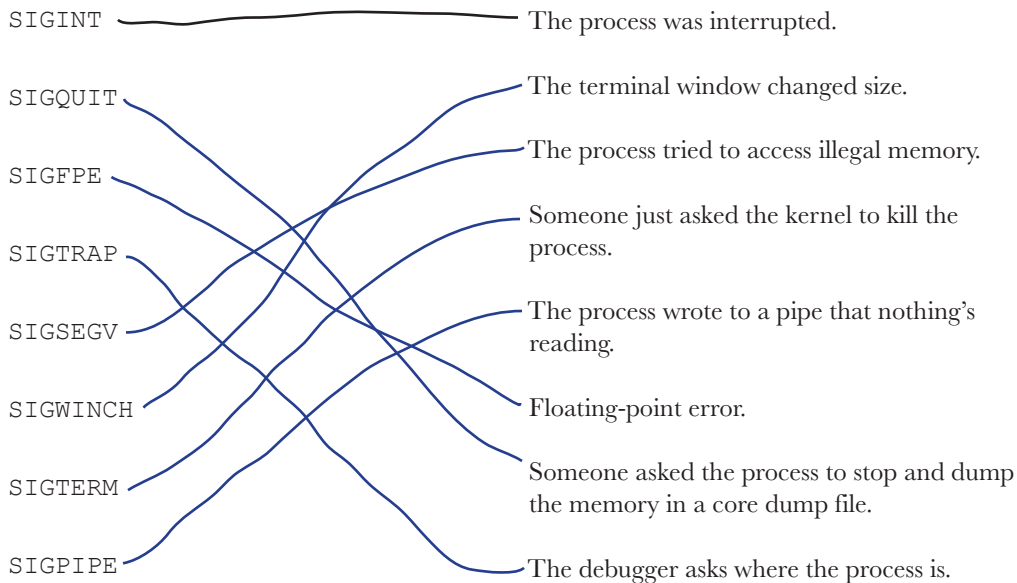 SIGINT
The process was interrupted.
SIGQUIT
The terminal window changed size.
SIGFPE
The process tried to access illegal memory.
SIGTRAP
Someone just asked the kernel to kill the
process.
SIGSEGV
The process wrote to a pipe that nothing’s
reading.
SIGWINCH
Floating-point error.
SIGTERM
Someone asked the process to stop and dump
the memory in a core dump file.
SIGPIPE
The debugger asks where the process is.